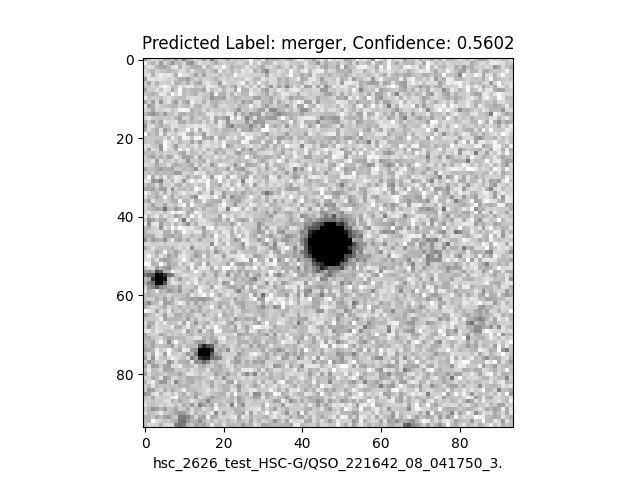 Predicted Label: merger, Confidence: 0.5602
0
20
40
60
80
0 20 40 60 80
hsc_2626_test_HSC-G/QSO_221642_08_041750_3.